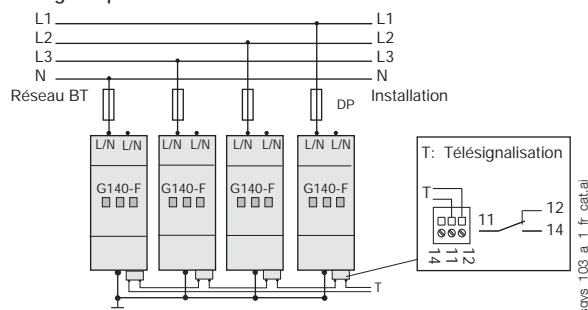 L1 L1
L2 L2
L3 L3
N N
Réseau BT DP Installation
L/N L/N L/N L/N L/N L/N L/N L/N
G140-F G140-F G140-F G140-F
T
T: Télésignalisation
T
11 12
14
14 11 12
103 a 1 fr cat.ai